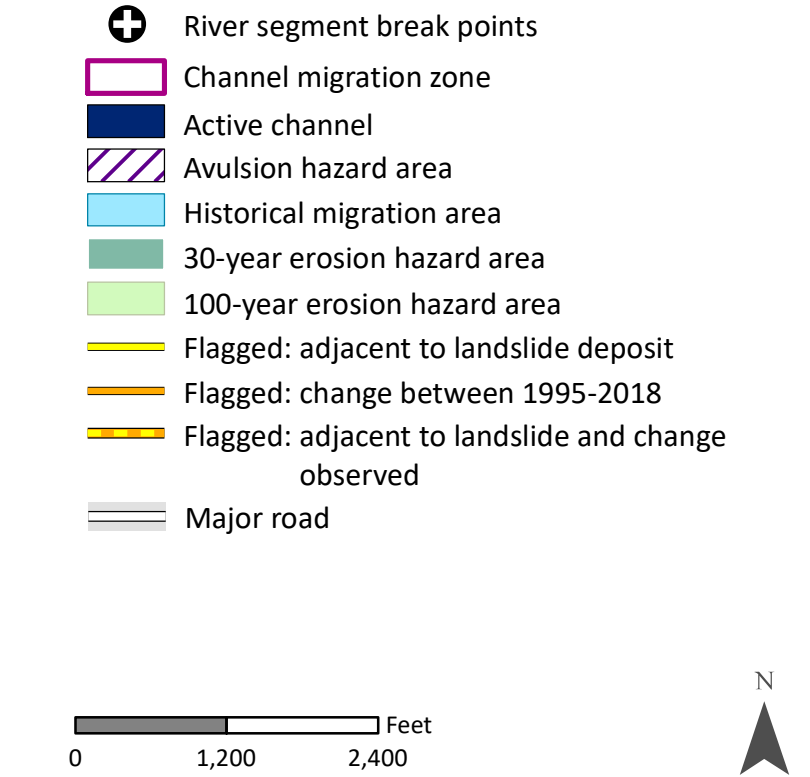 River segment break points
Channel migration zone
Active channel
Avulsion hazard area
Historical migration area
30-year erosion hazard area
100-year erosion hazard area
Flagged: adjacent to landslide deposit
Flagged: change between 1995-2018
Flagged: adjacent to landslide and change
observed
Major road
N
Feet
0 1,200 2,400